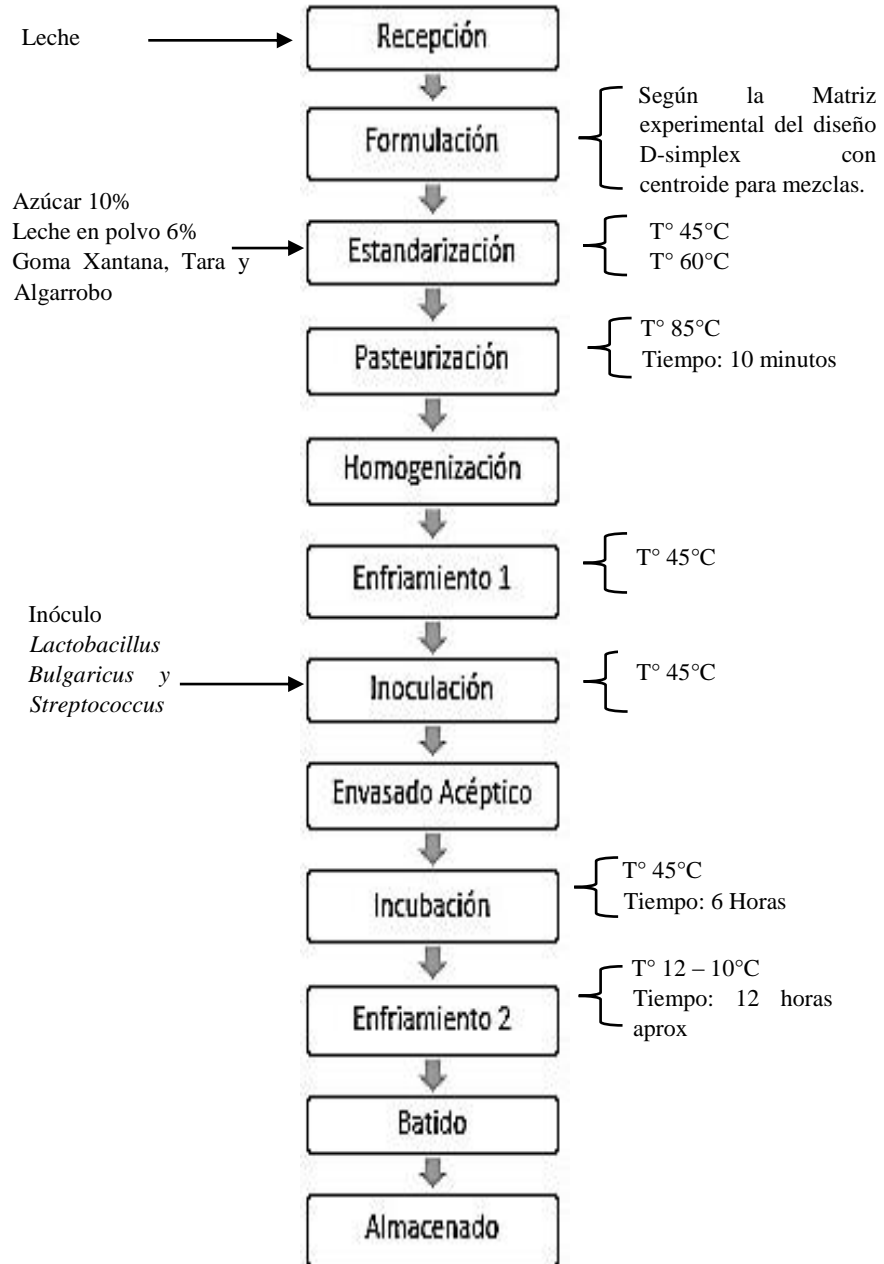 Leche
Recepción
Formulación
Según la Matriz
experimental del diseño
D-simplex con
centroide para mezclas.
Azúcar 10%
Leche en polvo 6%
Goma Xantana, Tara y
Algarrobo
Estandarización
T° 45°C
T° 60°C
Pasteurización
T° 85°C
Tiempo: 10 minutos
Homogenización
Enfriamiento 1
T° 45°C
Inóculo
Lactobacillus
Bulgaricus y
Streptococcus
Inoculación
T° 45°C
Envasado Acéptico
Incubación
T° 45°C
Tiempo: 6 Horas
Enfriamiento 2
T° 12 – 10°C
Tiempo: 12 horas
aprox
Batido
Almacenado